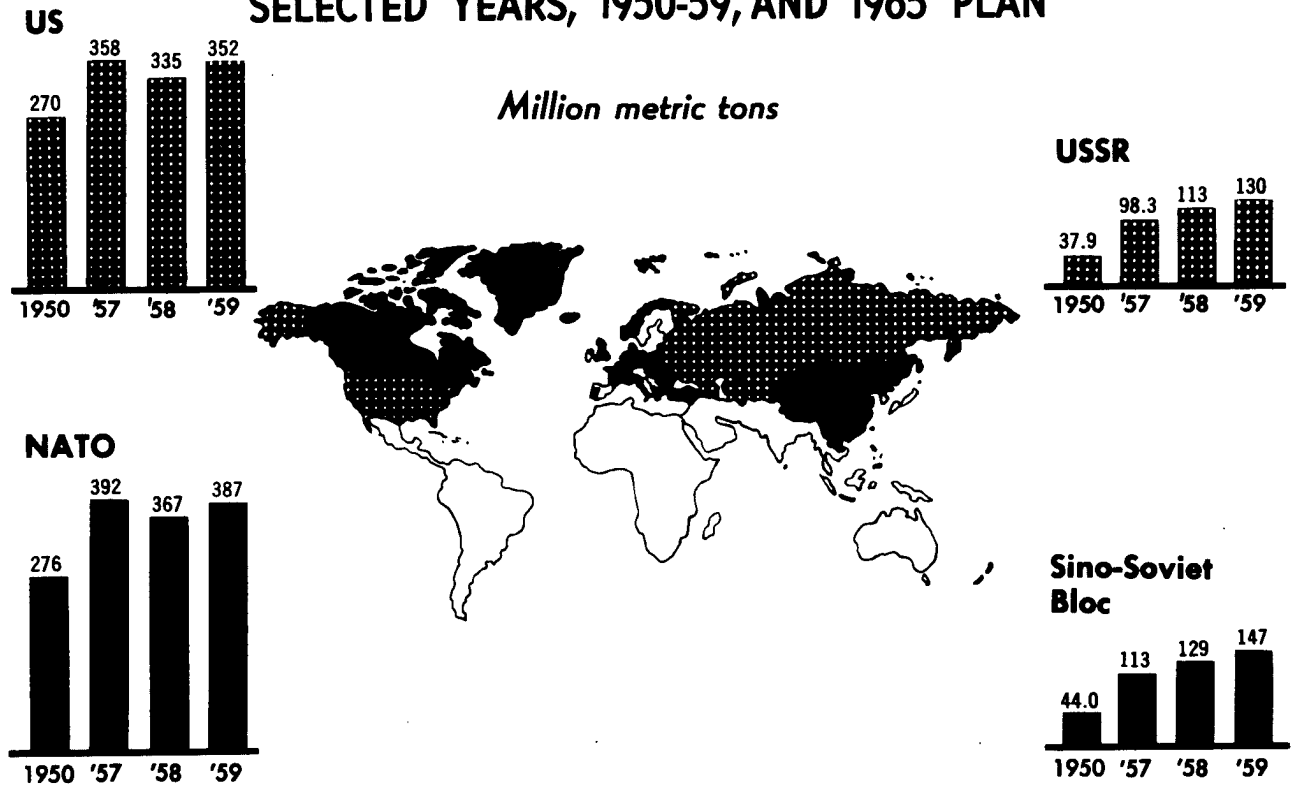 SELECTED YEARS, 1950-59, AND 1965 PLAN
Million metric tons
US
270 358 335 352
1950 '57 '58 '59
USSR
37.9 98.3 113 130
1950 '57 '58 '59
NATO
276 392 367 387
1950 '57 '58 '59
Sino-Soviet
Bloc
44.0 113 129 147
1950 '57 '58 '59